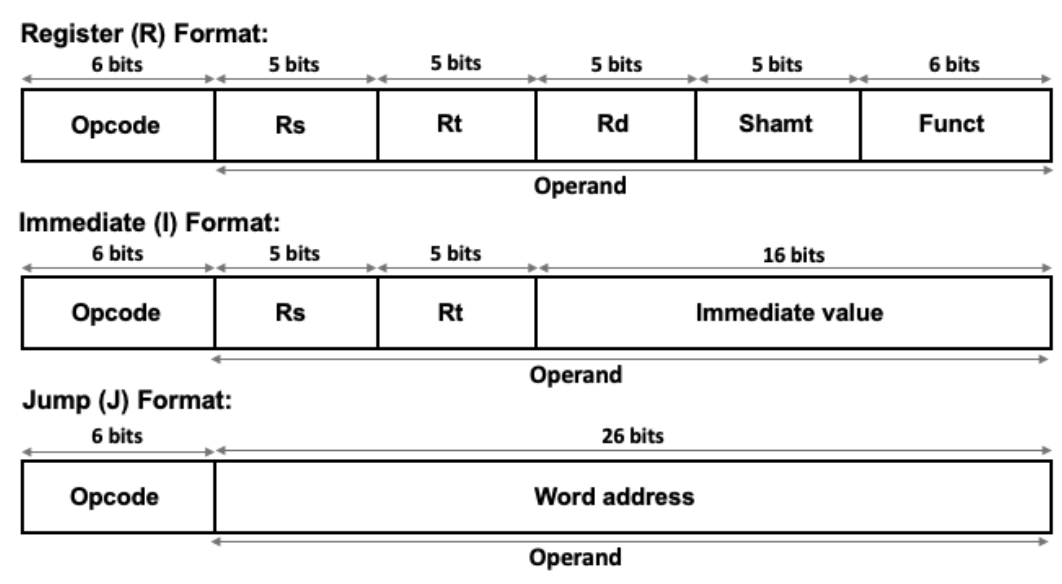 Register (R) Format:
6 bits 5 bits 5 bits 5 bits 5 bits 6 bits
Opcode Rs Rt Rd Shamt Funct
Operand
Immediate (I) Format:
6 bits 5 bits 5 bits 16 bits
Opcode Rs Rt Immediate value
Operand
Jump (J) Format:
6 bits 26 bits
Opcode Word address
Operand